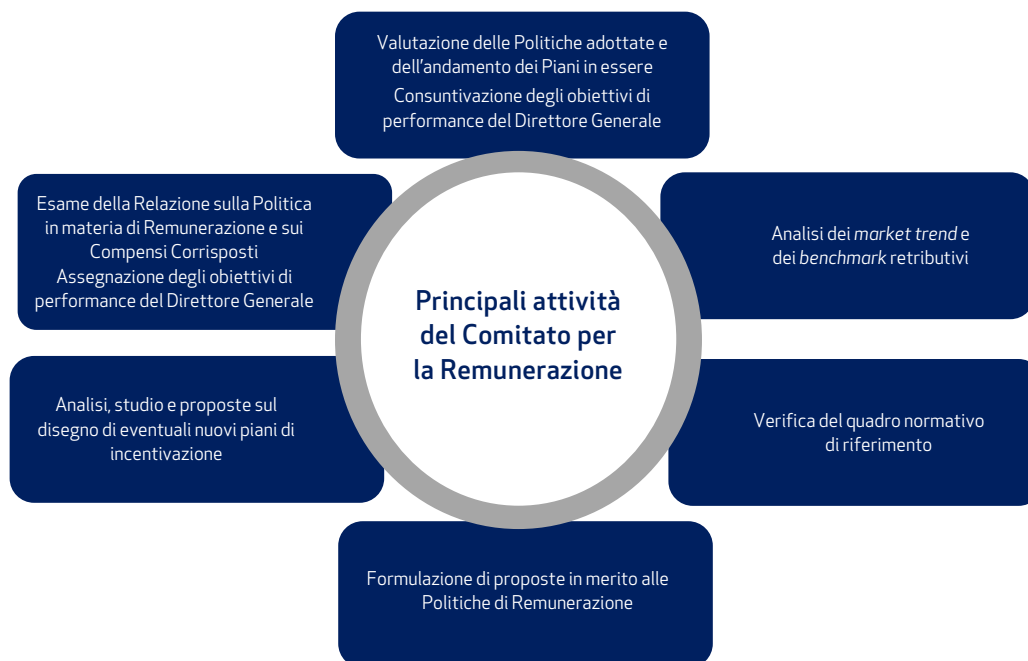 Valutazione delle Politiche adottate e
dell'andamento dei Piani in essere
Consuntivazione degli obiettivi di
performance del Direttore Generale
Esame della Relazione sulla Politica
in materia di Remunerazione e sui
Compensi Corrisposti
Assegnazione degli obiettivi di
performance del Direttore Generale
Analisi dei market trend e
dei benchmark retributivi
Principali attività
del Comitato per
la Remunerazione
Analisi, studio e proposte sul
disegno di eventuali nuovi piani di
incentivazione
Verifica del quadro normativo
di riferimento
Formulazione di proposte in merito alle
Politiche di Remunerazione